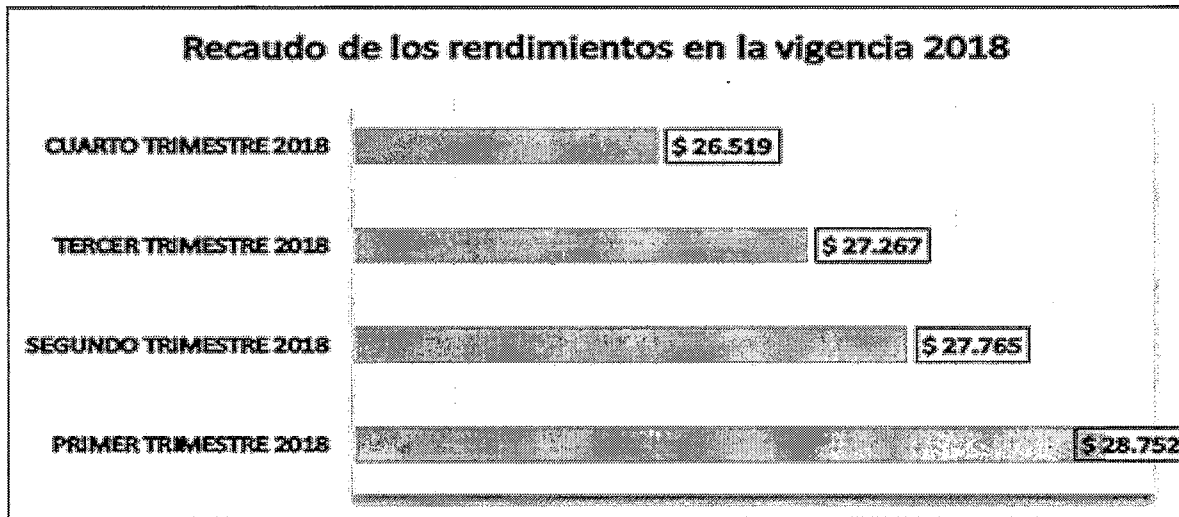 Recaudo de los rendimientos en la vigencia 2018
CUARTO TRIMESTRE 2018 $ 26.519
TERCER TRIMESTRE 2018 $ 27.267
SEGUNDO TRIMESTRE 2018 $ 27.765
PRIMER TRIMESTRE 2018 $ 28.752